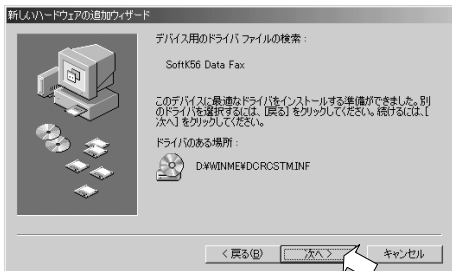 新しいハードウェアの追加ウィザード
デバイス用のドライバ ファイルの検索 :
SoftK56 Data Fax
このデバイスに最適なドライバをインストールする準備ができました。別
のドライバを選択するには、[戻る] をクリックしてください。続けるには、[
次へ] をクリックしてください。
ドライバのある場所 :
D:¥WINME¥DCRCSTM.INF
< 戻る(B)
次へ >
キャンセル